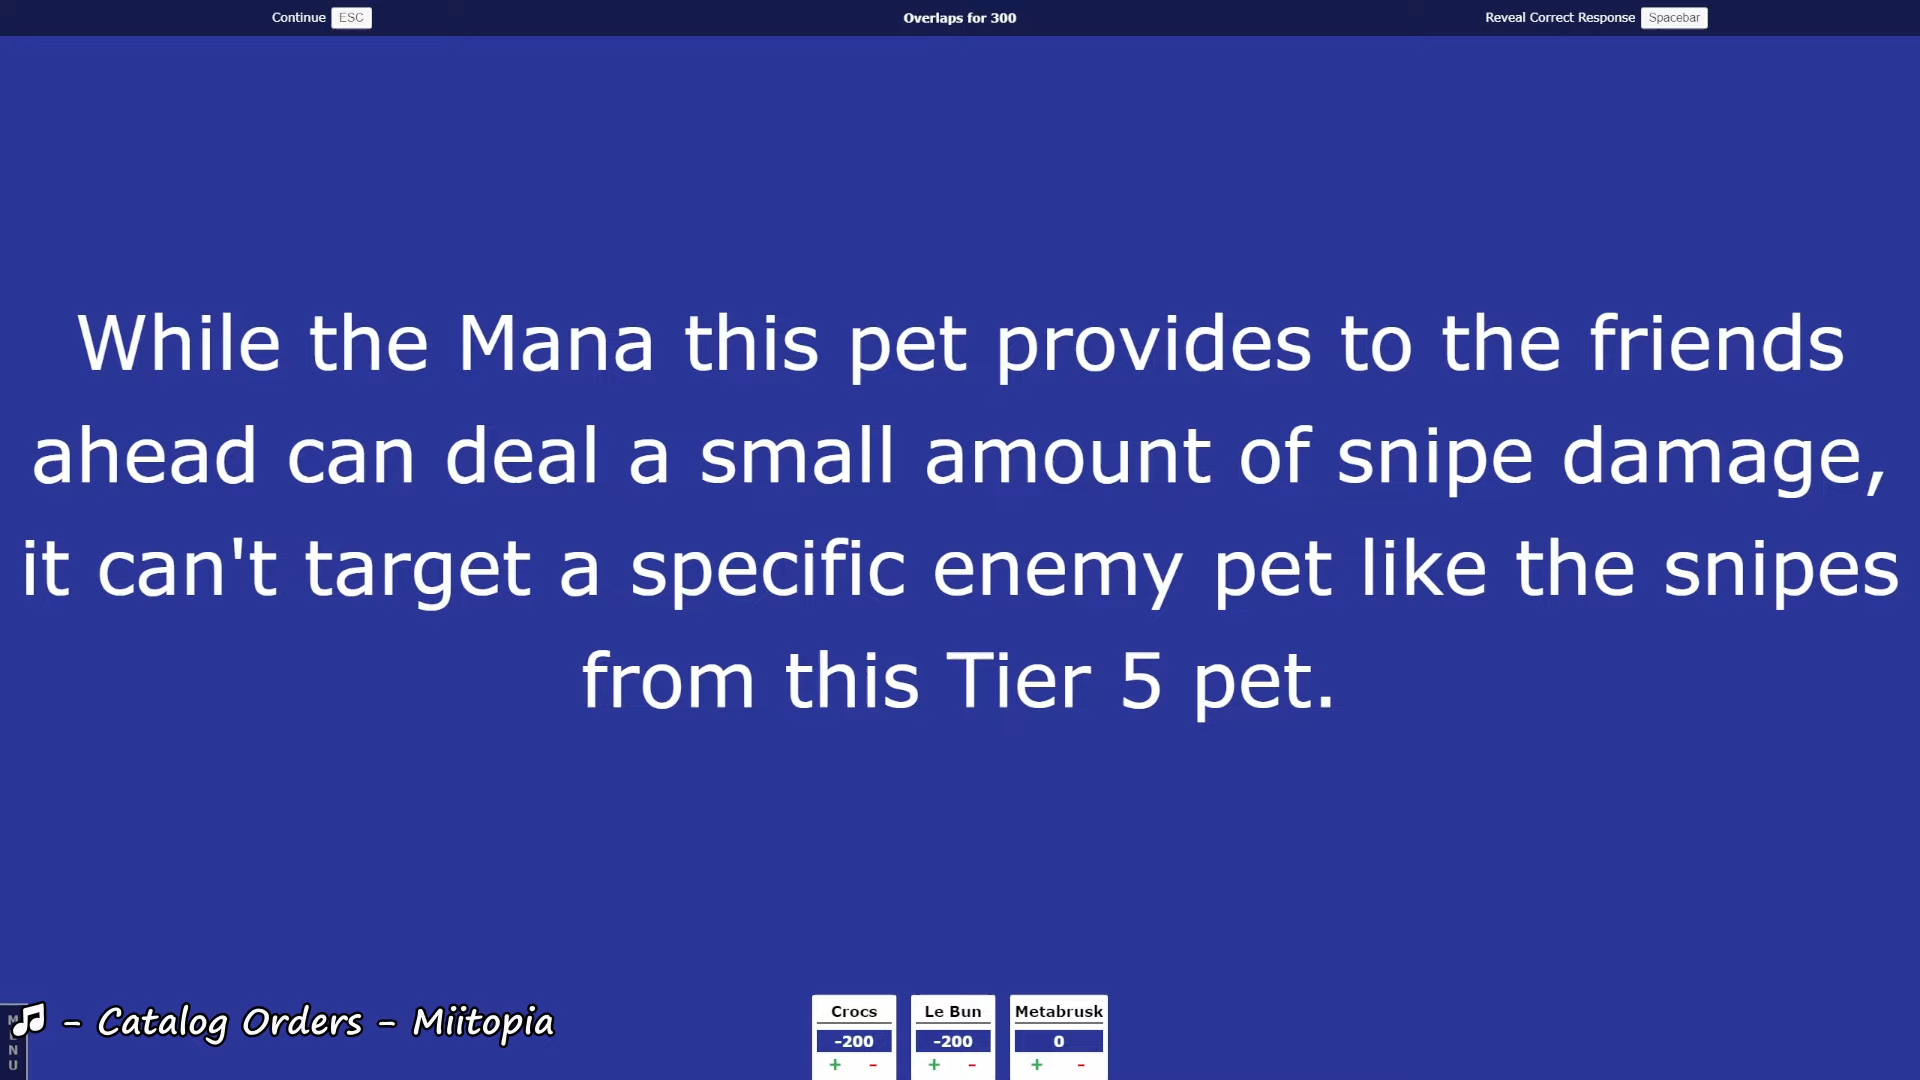 Continue ESC
Overlaps for 300
Reveal Correct Response Spacebar
While the Mana this pet provides to the friends
ahead can deal a small amount of snipe damage,
it can't target a specific enemy pet like the snipes
from this Tier 5 pet.
MENU
- Catalog Orders - Miitopia
Crocs Le Bun Metabrusk
-200 -200 0
+ - + - + -